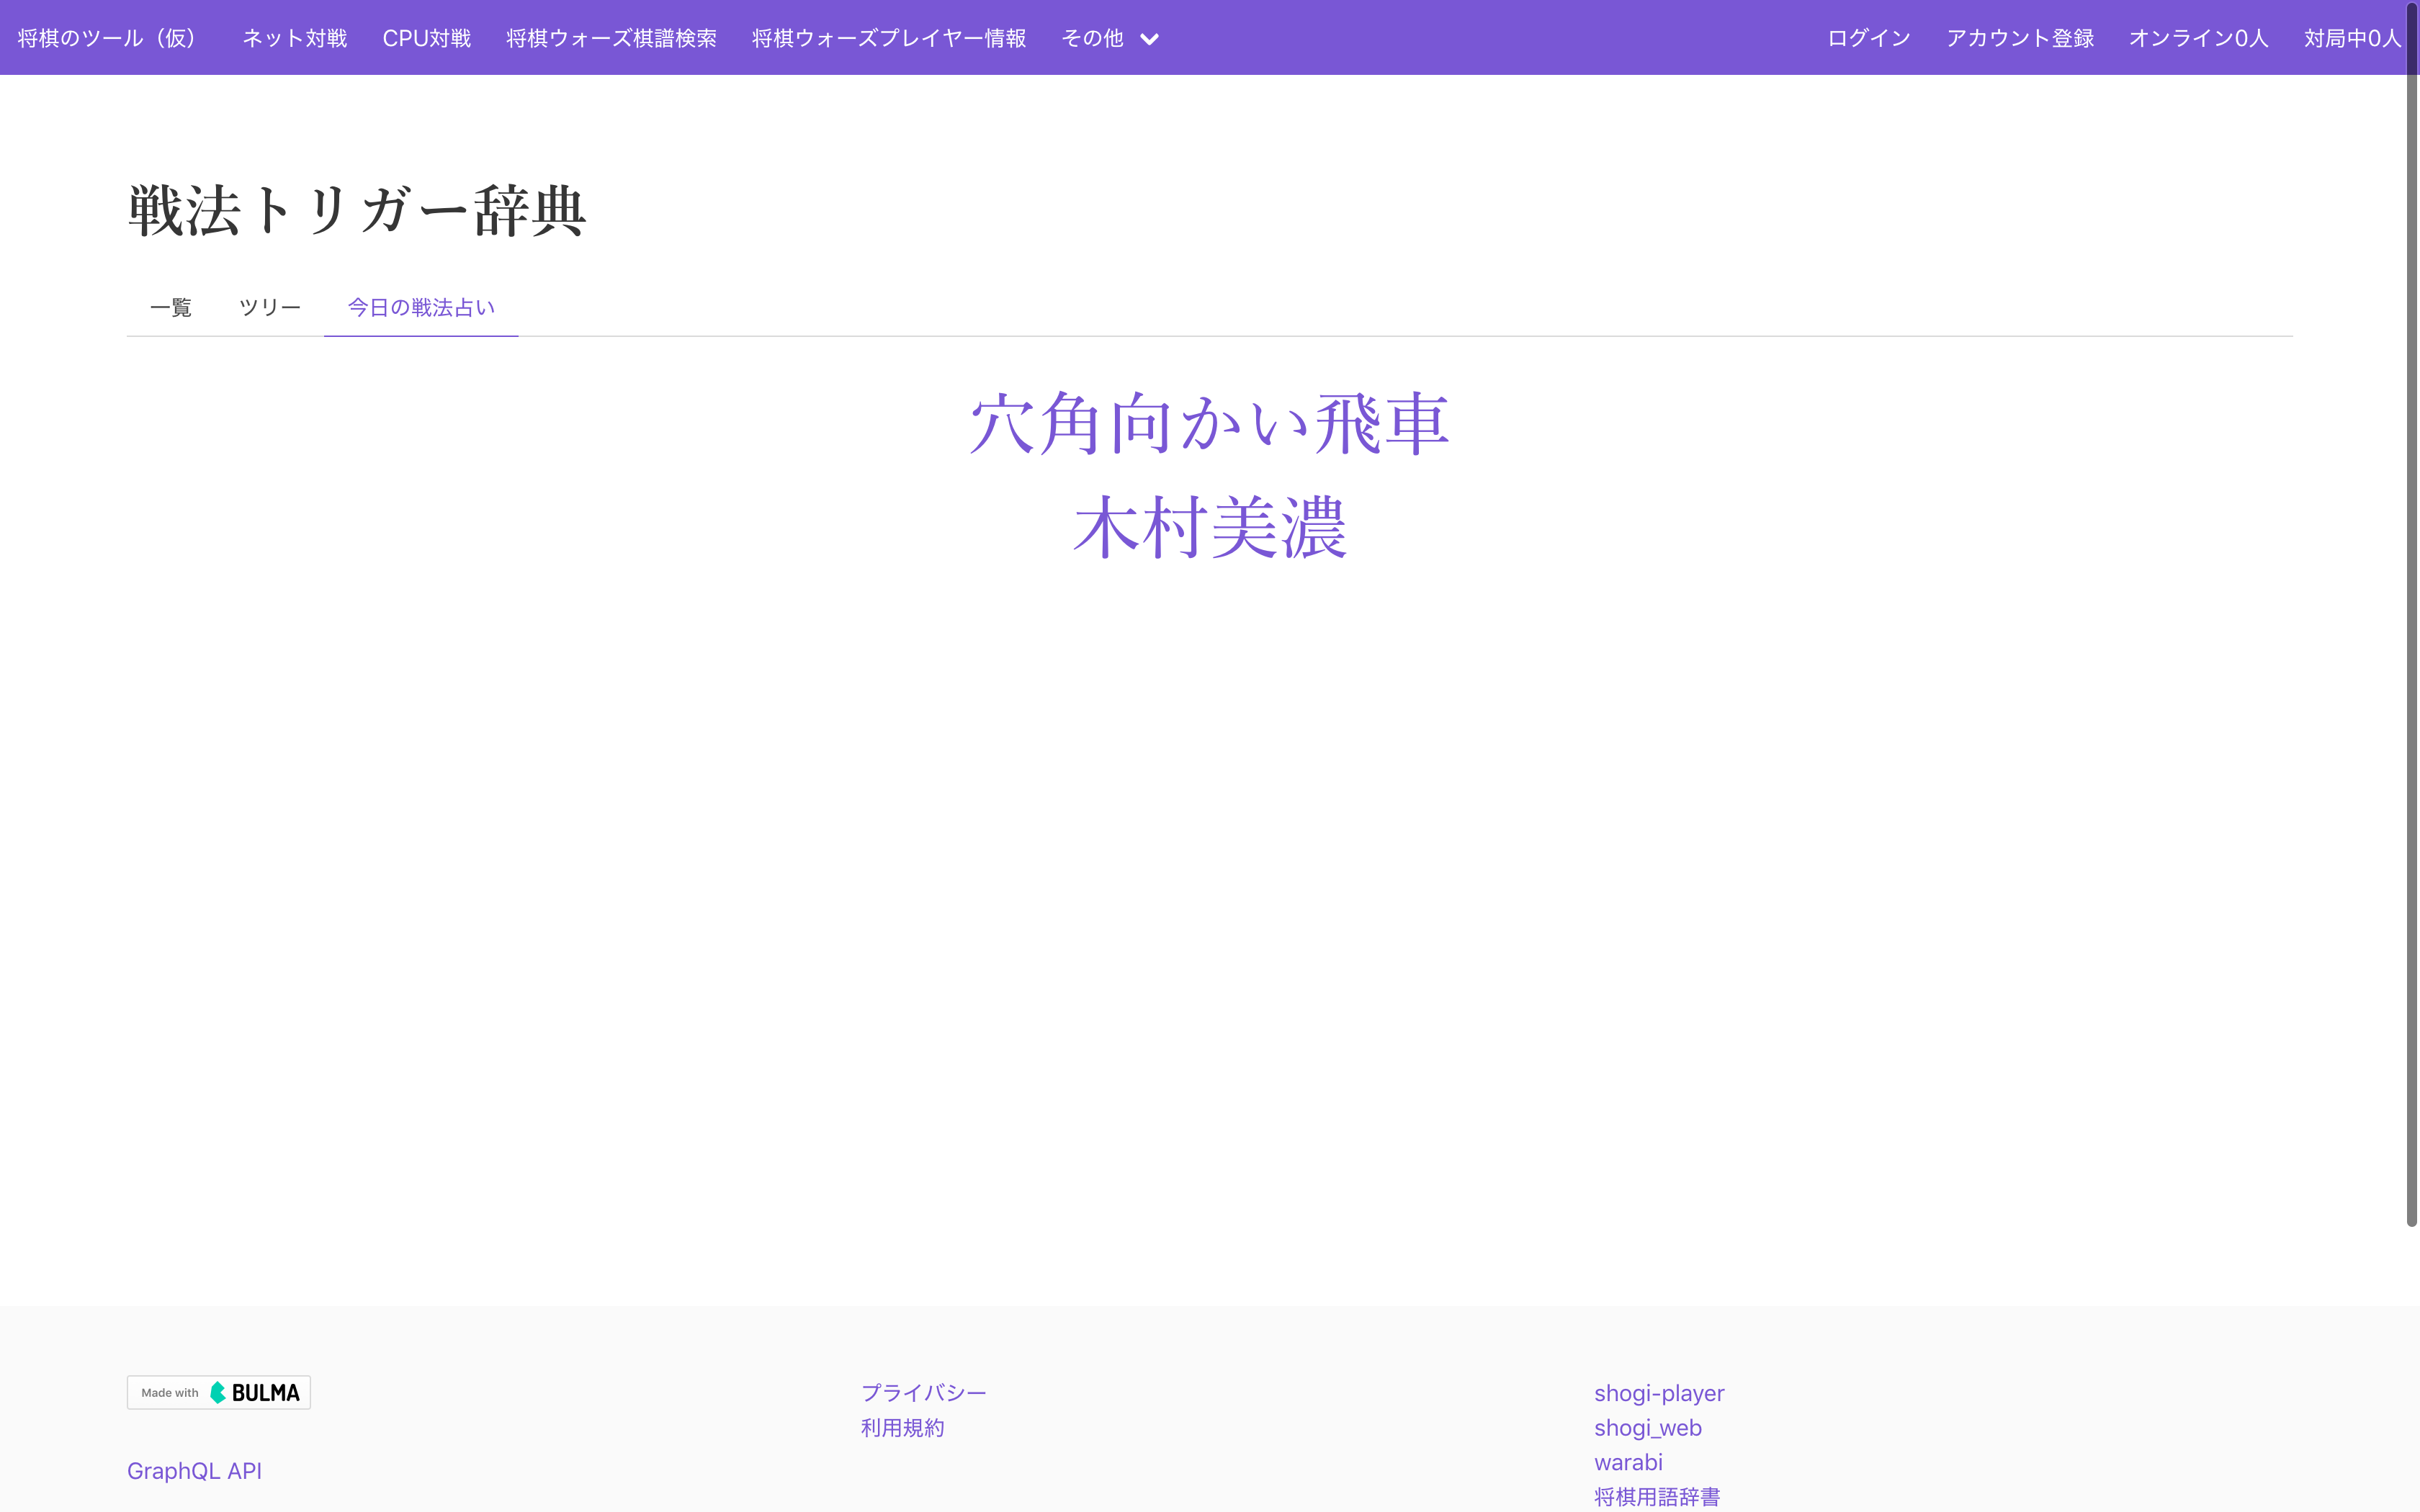 将棋のツール（仮） ネット対戦 CPU対戦 将棋ウォーズ棋譜検索 将棋ウォーズプレイヤー情報 その他 ログイン アカウント登録 オンライン0人 対局中0人
戦法トリガー辞典
一覧 ツリー 今日の戦法占い
穴角向かい飛車
木村美濃
Made with BULMA
GraphQL API
プライバシー
利用規約
shogi-player
shogi_web
warabi
将棋用語辞書